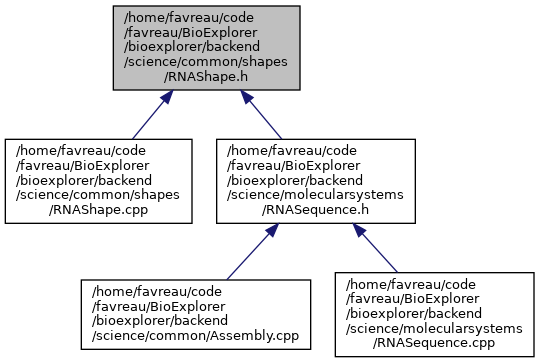 /home/favreau/code
/favreau/BioExplorer
/bioexplorer/backend
/science/common/shapes
/RNAShape.h
/home/favreau/code
/favreau/BioExplorer
/bioexplorer/backend
/science/common/shapes
/RNAShape.cpp
/home/favreau/code
/favreau/BioExplorer
/bioexplorer/backend
/science/molecularsystems
/RNASequence.h
/home/favreau/code
/favreau/BioExplorer
/bioexplorer/backend
/science/common/Assembly.cpp
/home/favreau/code
/favreau/BioExplorer
/bioexplorer/backend
/science/molecularsystems
/RNASequence.cpp